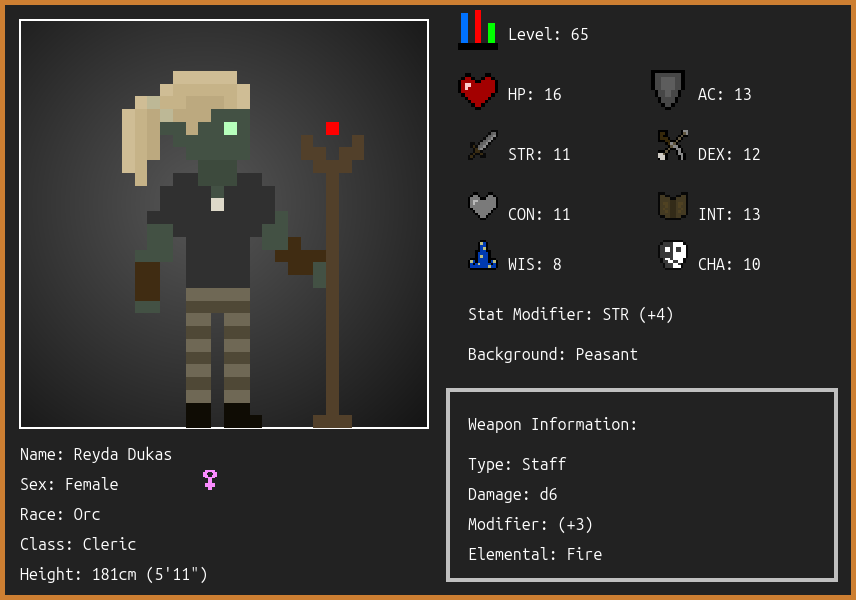 Level: 65
HP: 16
AC: 13
STR: 11
DEX: 12
CON: 11
INT: 13
WIS: 8
CHA: 10
Stat Modifier: STR (+4)
Background: Peasant
Weapon Information:
Type: Staff
Damage: d6
Modifier: (+3)
Elemental: Fire
Name: Reyda Dukas
Sex: Female
Race: Orc
Class: Cleric
Height: 181cm (5'11")